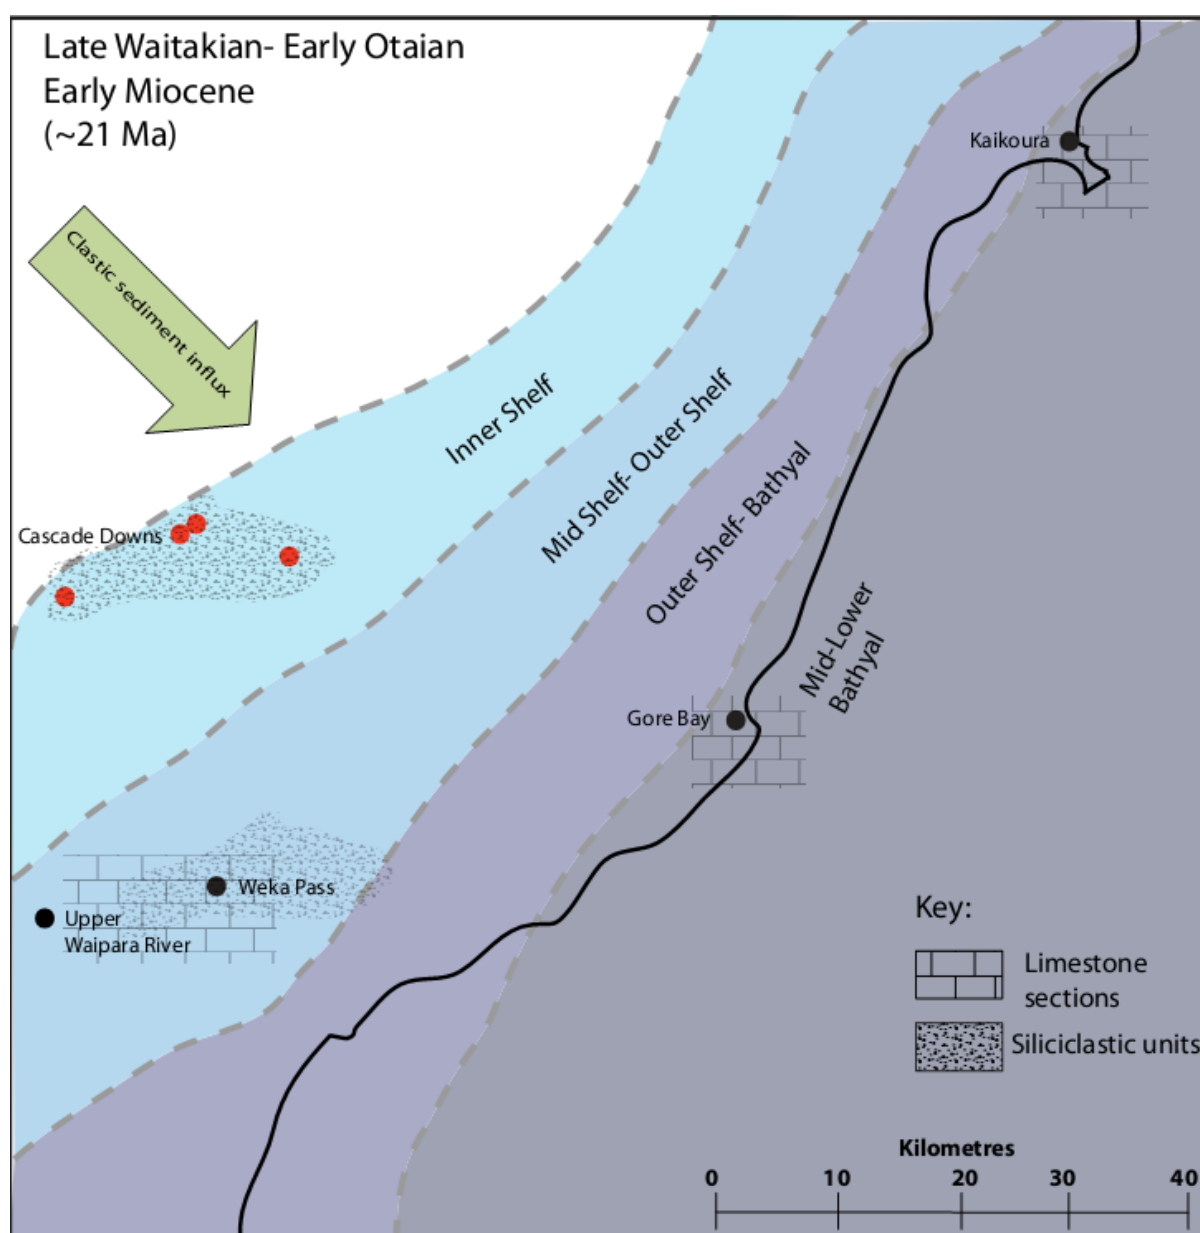 Late Waitakian- Early Otaian
Early Miocene
(~21 Ma)
Kaikoura
Clastic sediment influx
Inner Shelf
Mid Shelf- Outer Shelf
Outer Shelf- Bathyal
Mid-Lower
Bathyal
Cascade Downs
Gore Bay
Weka Pass
Upper
Waipara River
Key:
Limestone
sections
Siliciclastic units
Kilometres
0 10 20 30 40